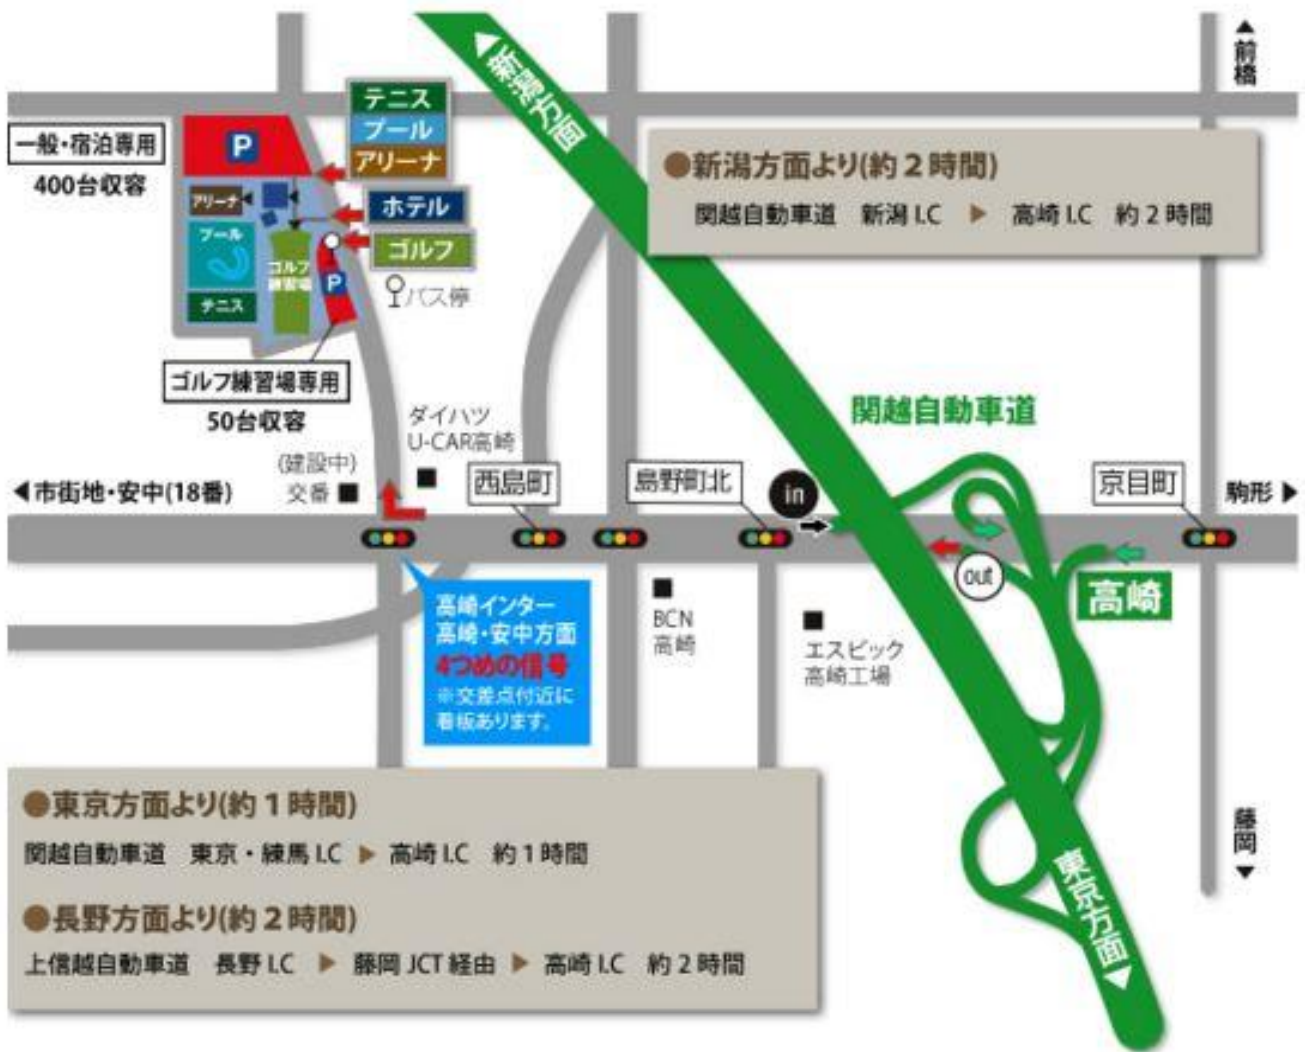 ▲前橋
▲新潟方面
テニス
プール
アリーナ
一般・宿泊専用
400台収容
P
ホテル
ゴルフ
バス停
アリーナ
プール
ゴルフ
練習場
テニス
P
ゴルフ練習場専用
50台収容
●新潟方面より(約2時間)
関越自動車道 新潟I.C ▶ 高崎I.C 約2時間
関越自動車道
ダイハツ
U-CAR高崎
(建設中)
交番
◀市街地・安中(18番)
西島町
島野町北
in
京目町
駒形▶
out
高崎
高崎インター
高崎・安中方面
4つめの信号
※交差点付近に
看板あります。
BCN
高崎
エスビック
高崎工場
藤岡▼
東京方面▼
●東京方面より(約1時間)
関越自動車道 東京・練馬I.C ▶ 高崎I.C 約1時間
●長野方面より(約2時間)
上信越自動車道 長野I.C ▶ 藤岡JCT経由 ▶ 高崎I.C 約2時間